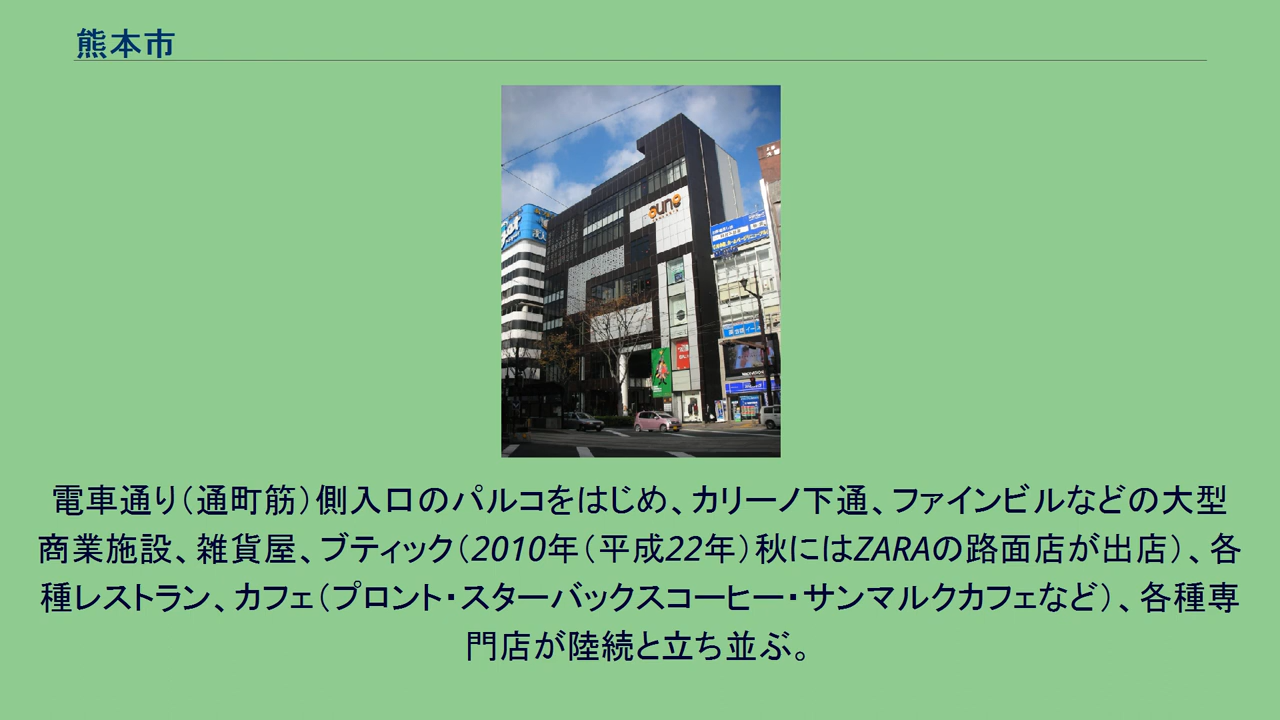 熊本市
auno
電車通り（通町筋）側入口のパルコをはじめ、カリーノ下通、ファインビルなどの大型
商業施設、雑貨屋、ブティック（2010年（平成22年）秋にはZARAの路面店が出店）、各
種レストラン、カフェ（プロント・スターバックスコーヒー・サンマルクカフェなど）、各種専
門店が陸続と立ち並ぶ。